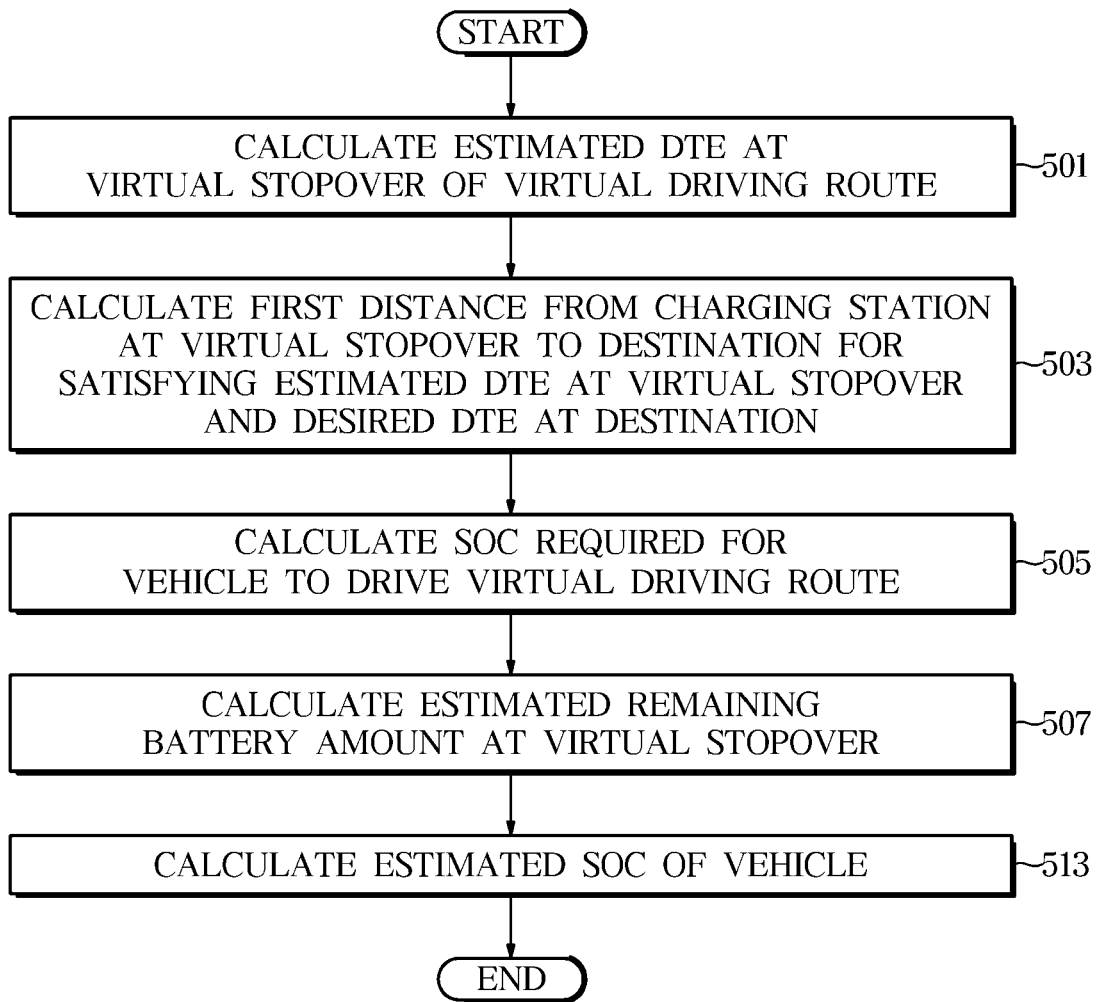 START
CALCULATE ESTIMATED DTE AT
VIRTUAL STOPOVER OF VIRTUAL DRIVING ROUTE
501
CALCULATE FIRST DISTANCE FROM CHARGING STATION
AT VIRTUAL STOPOVER TO DESTINATION FOR
SATISFYING ESTIMATED DTE AT VIRTUAL STOPOVER
AND DESIRED DTE AT DESTINATION
503
CALCULATE SOC REQUIRED FOR
VEHICLE TO DRIVE VIRTUAL DRIVING ROUTE
505
CALCULATE ESTIMATED REMAINING
BATTERY AMOUNT AT VIRTUAL STOPOVER
507
CALCULATE ESTIMATED SOC OF VEHICLE
513
END